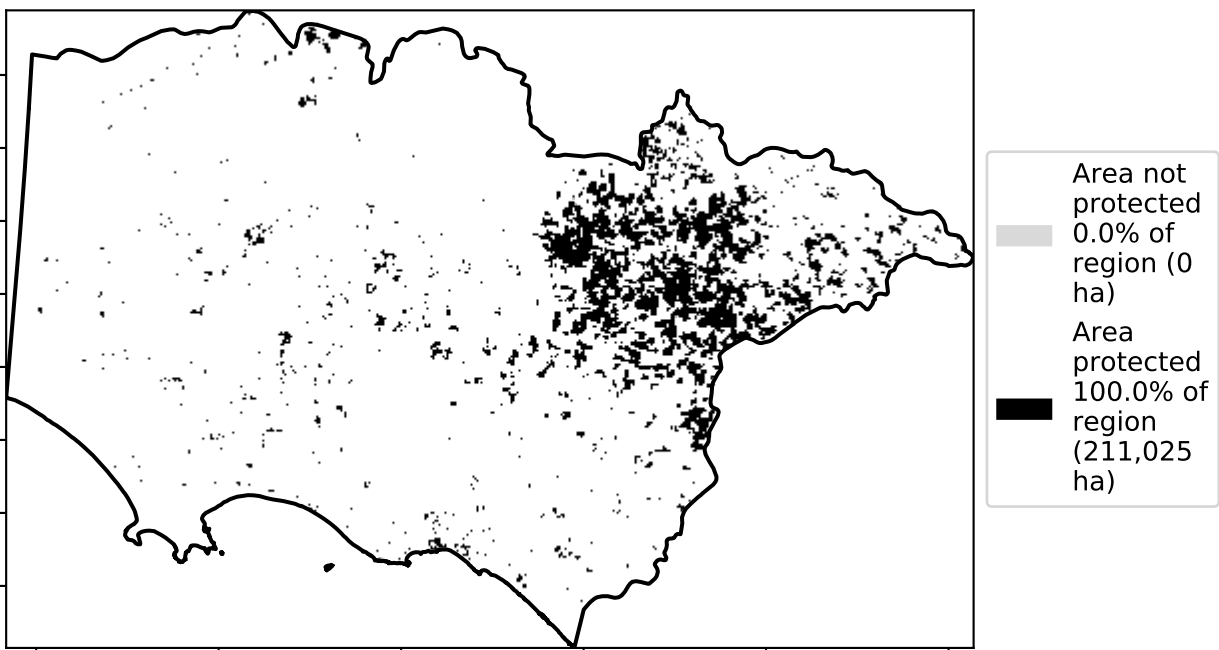 Area not
protected
0.0% of
region (0
ha)
Area
protected
100.0% of
region
(211,025
ha)